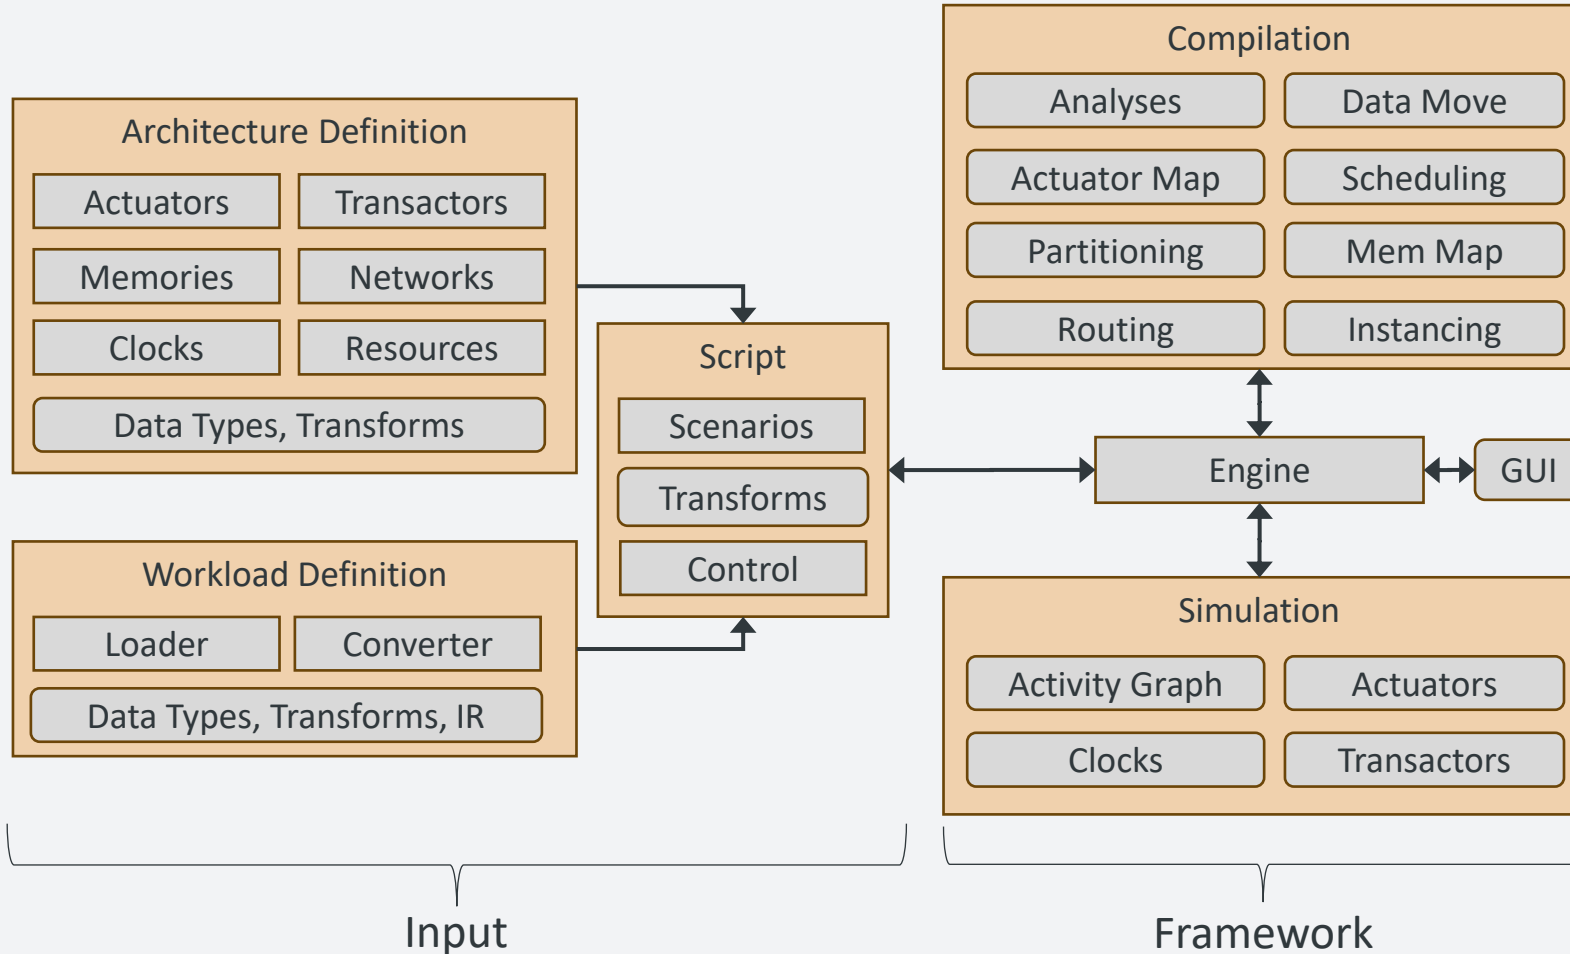 Architecture Definition
Actuators
Transactors
Memories
Networks
Clocks
Resources
Data Types, Transforms
Workload Definition
Loader
Converter
Data Types, Transforms, IR
Script
Scenarios
Transforms
Control
Compilation
Analyses
Data Move
Actuator Map
Scheduling
Partitioning
Mem Map
Routing
Instancing
Engine
GUI
Simulation
Activity Graph
Actuators
Clocks
Transactors
Input
Framework